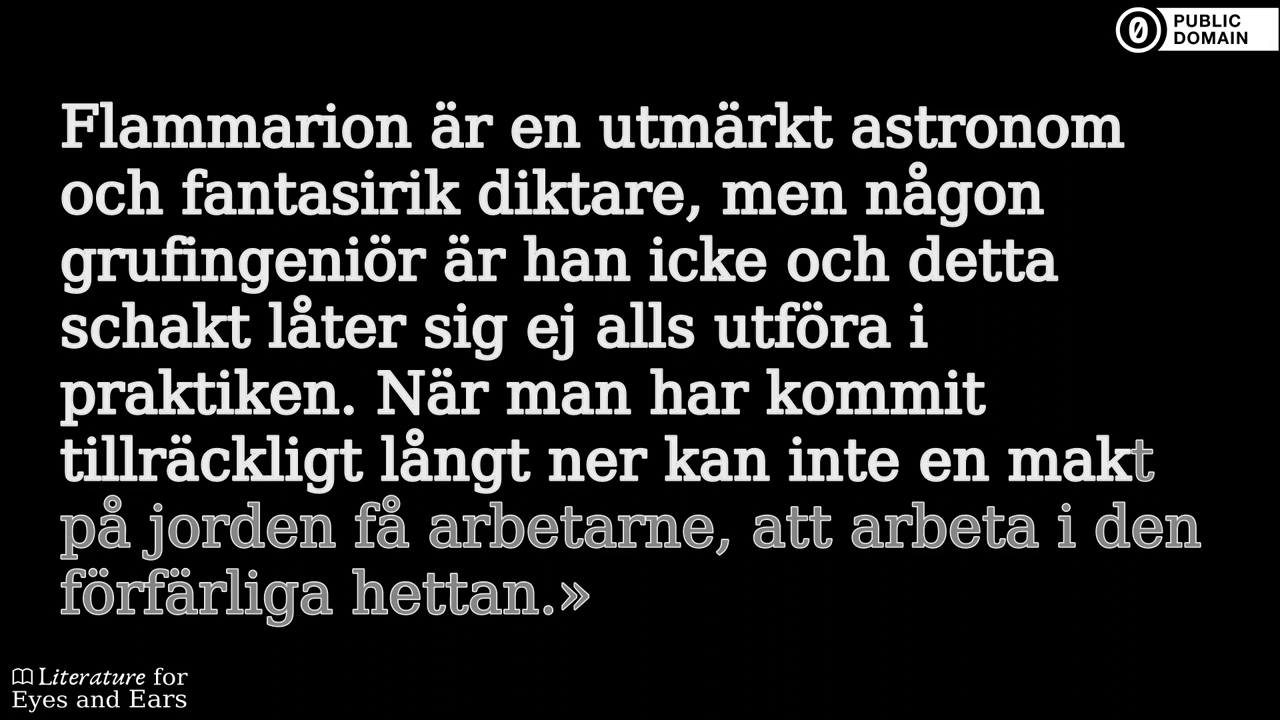 PUBLIC
DOMAIN
Flammarion är en utmärkt astronom
och fantasirik diktare, men någon
grufingeniör är han icke och detta
schakt låter sig ej alls utföra i
praktiken. När man har kommit
tillräckligt långt ner kan inte en makt
på jorden få arbetarne, att arbeta i den
förfärliga hettan.»
Literature for
Eyes and Ears